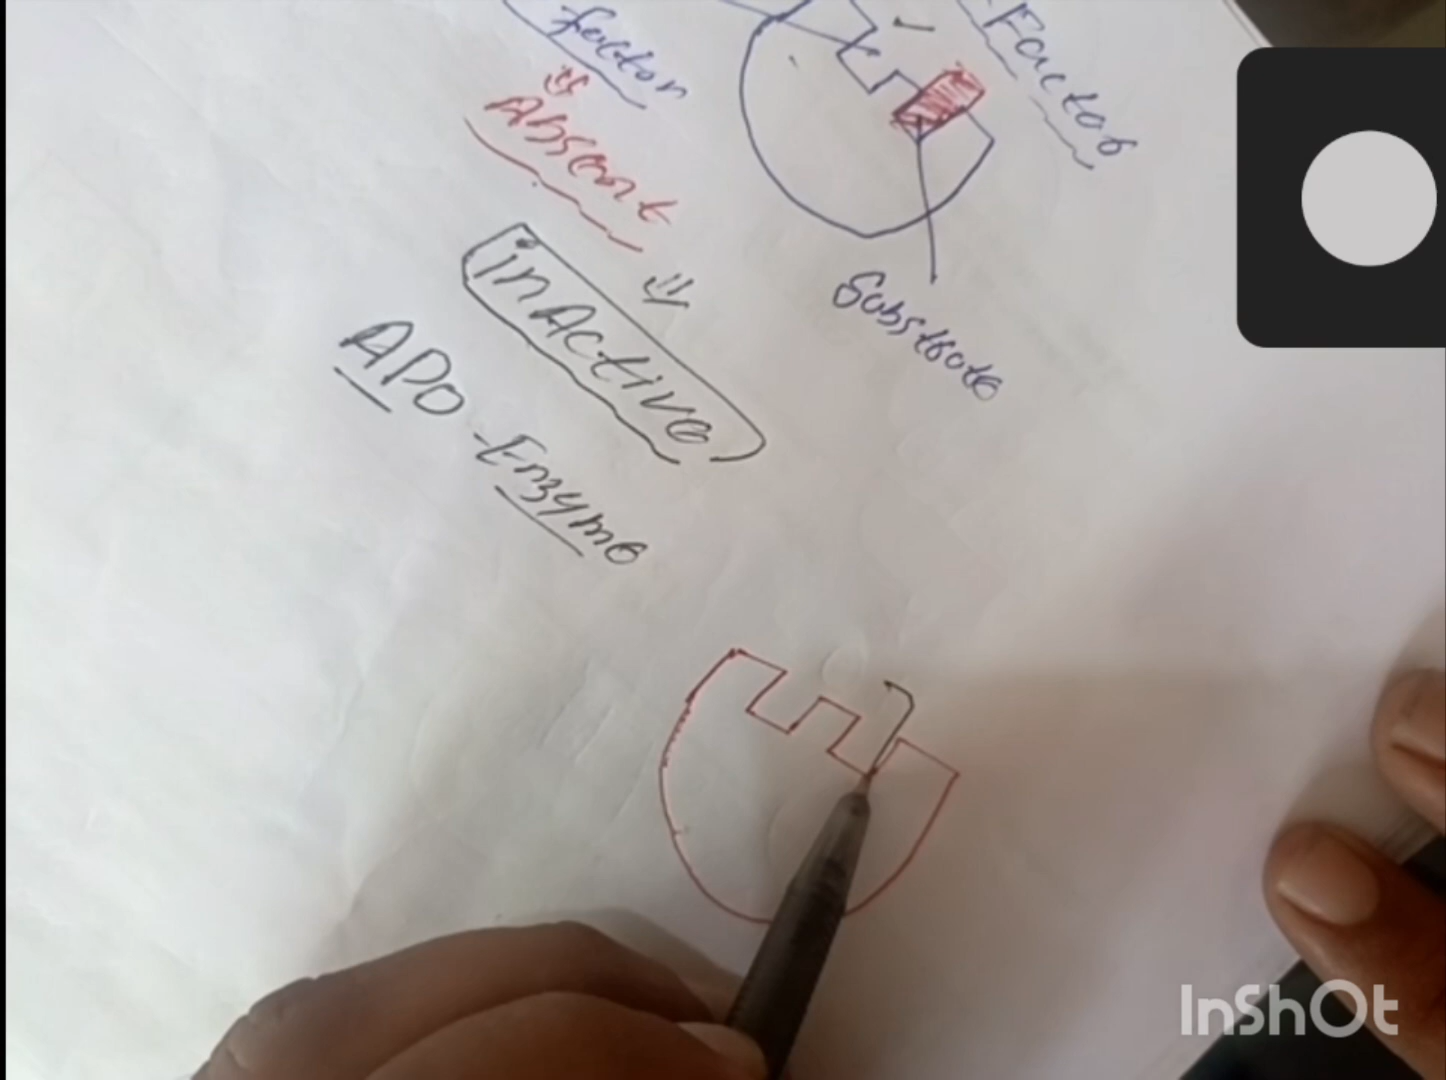 factor
Factor
Absent
inActive
Substrate
APO-Enzyme
InShOt